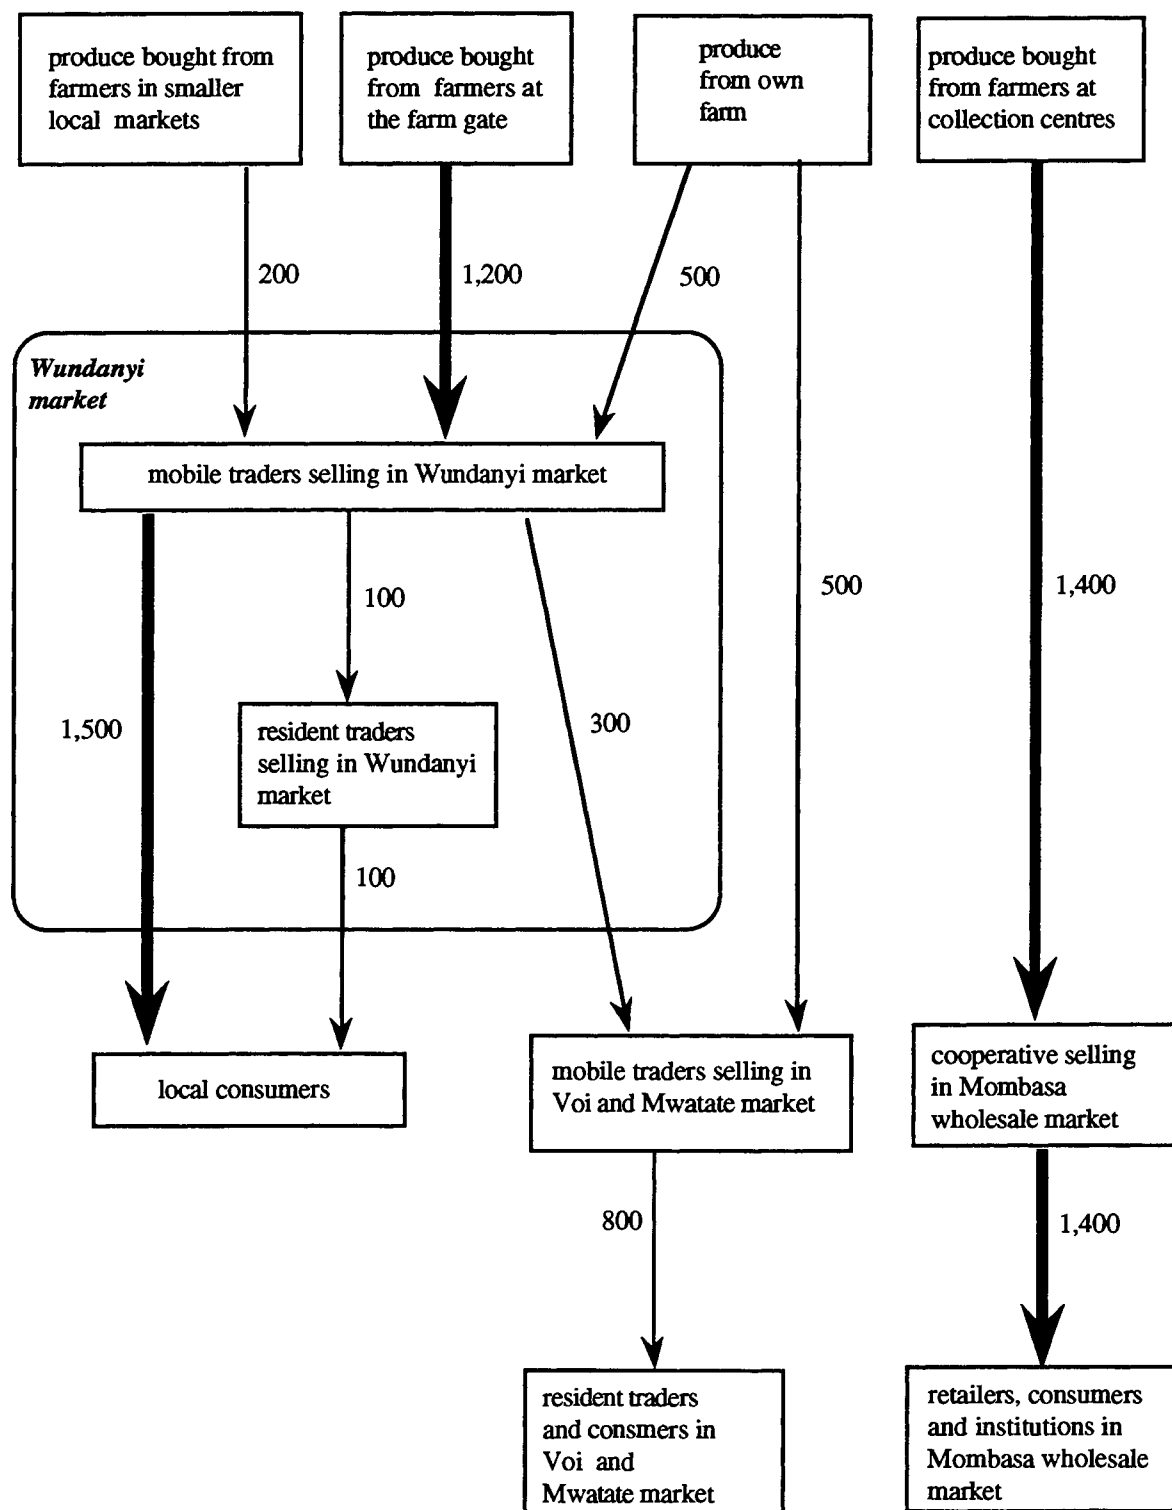 produce bought from
farmers in smaller
local markets
produce bought
from farmers at
the farm gate
produce
from own
farm
produce bought
from farmers at
collection centres
200
1,200
500
Wundanyi
market
mobile traders selling in Wundanyi market
100
500
1,400
1,500
resident traders
selling in Wundanyi
market
300
100
local consumers
mobile traders selling in
Voi and Mwatate market
cooperative selling
in Mombasa
wholesale market
800
1,400
resident traders
and consmers in
Voi and
Mwatate market
retailers, consumers
and institutions in
Mombasa wholesale
market